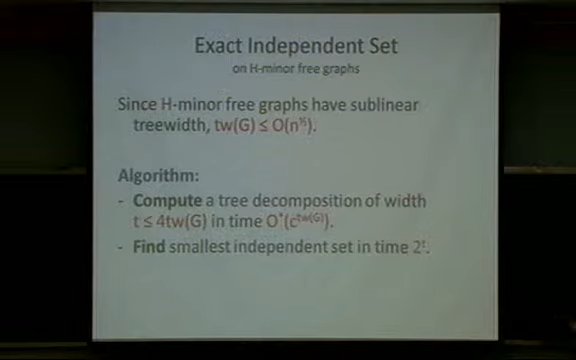 Exact Independent Set
on H-minor free graphs
Since H-minor free graphs have sublinear
treewidth, tw(G) ≤ O(n^½).
Algorithm:
- Compute a tree decomposition of width
t ≤ 4tw(G) in time O*(c^tw(G)).
- Find smallest independent set in time 2^t.